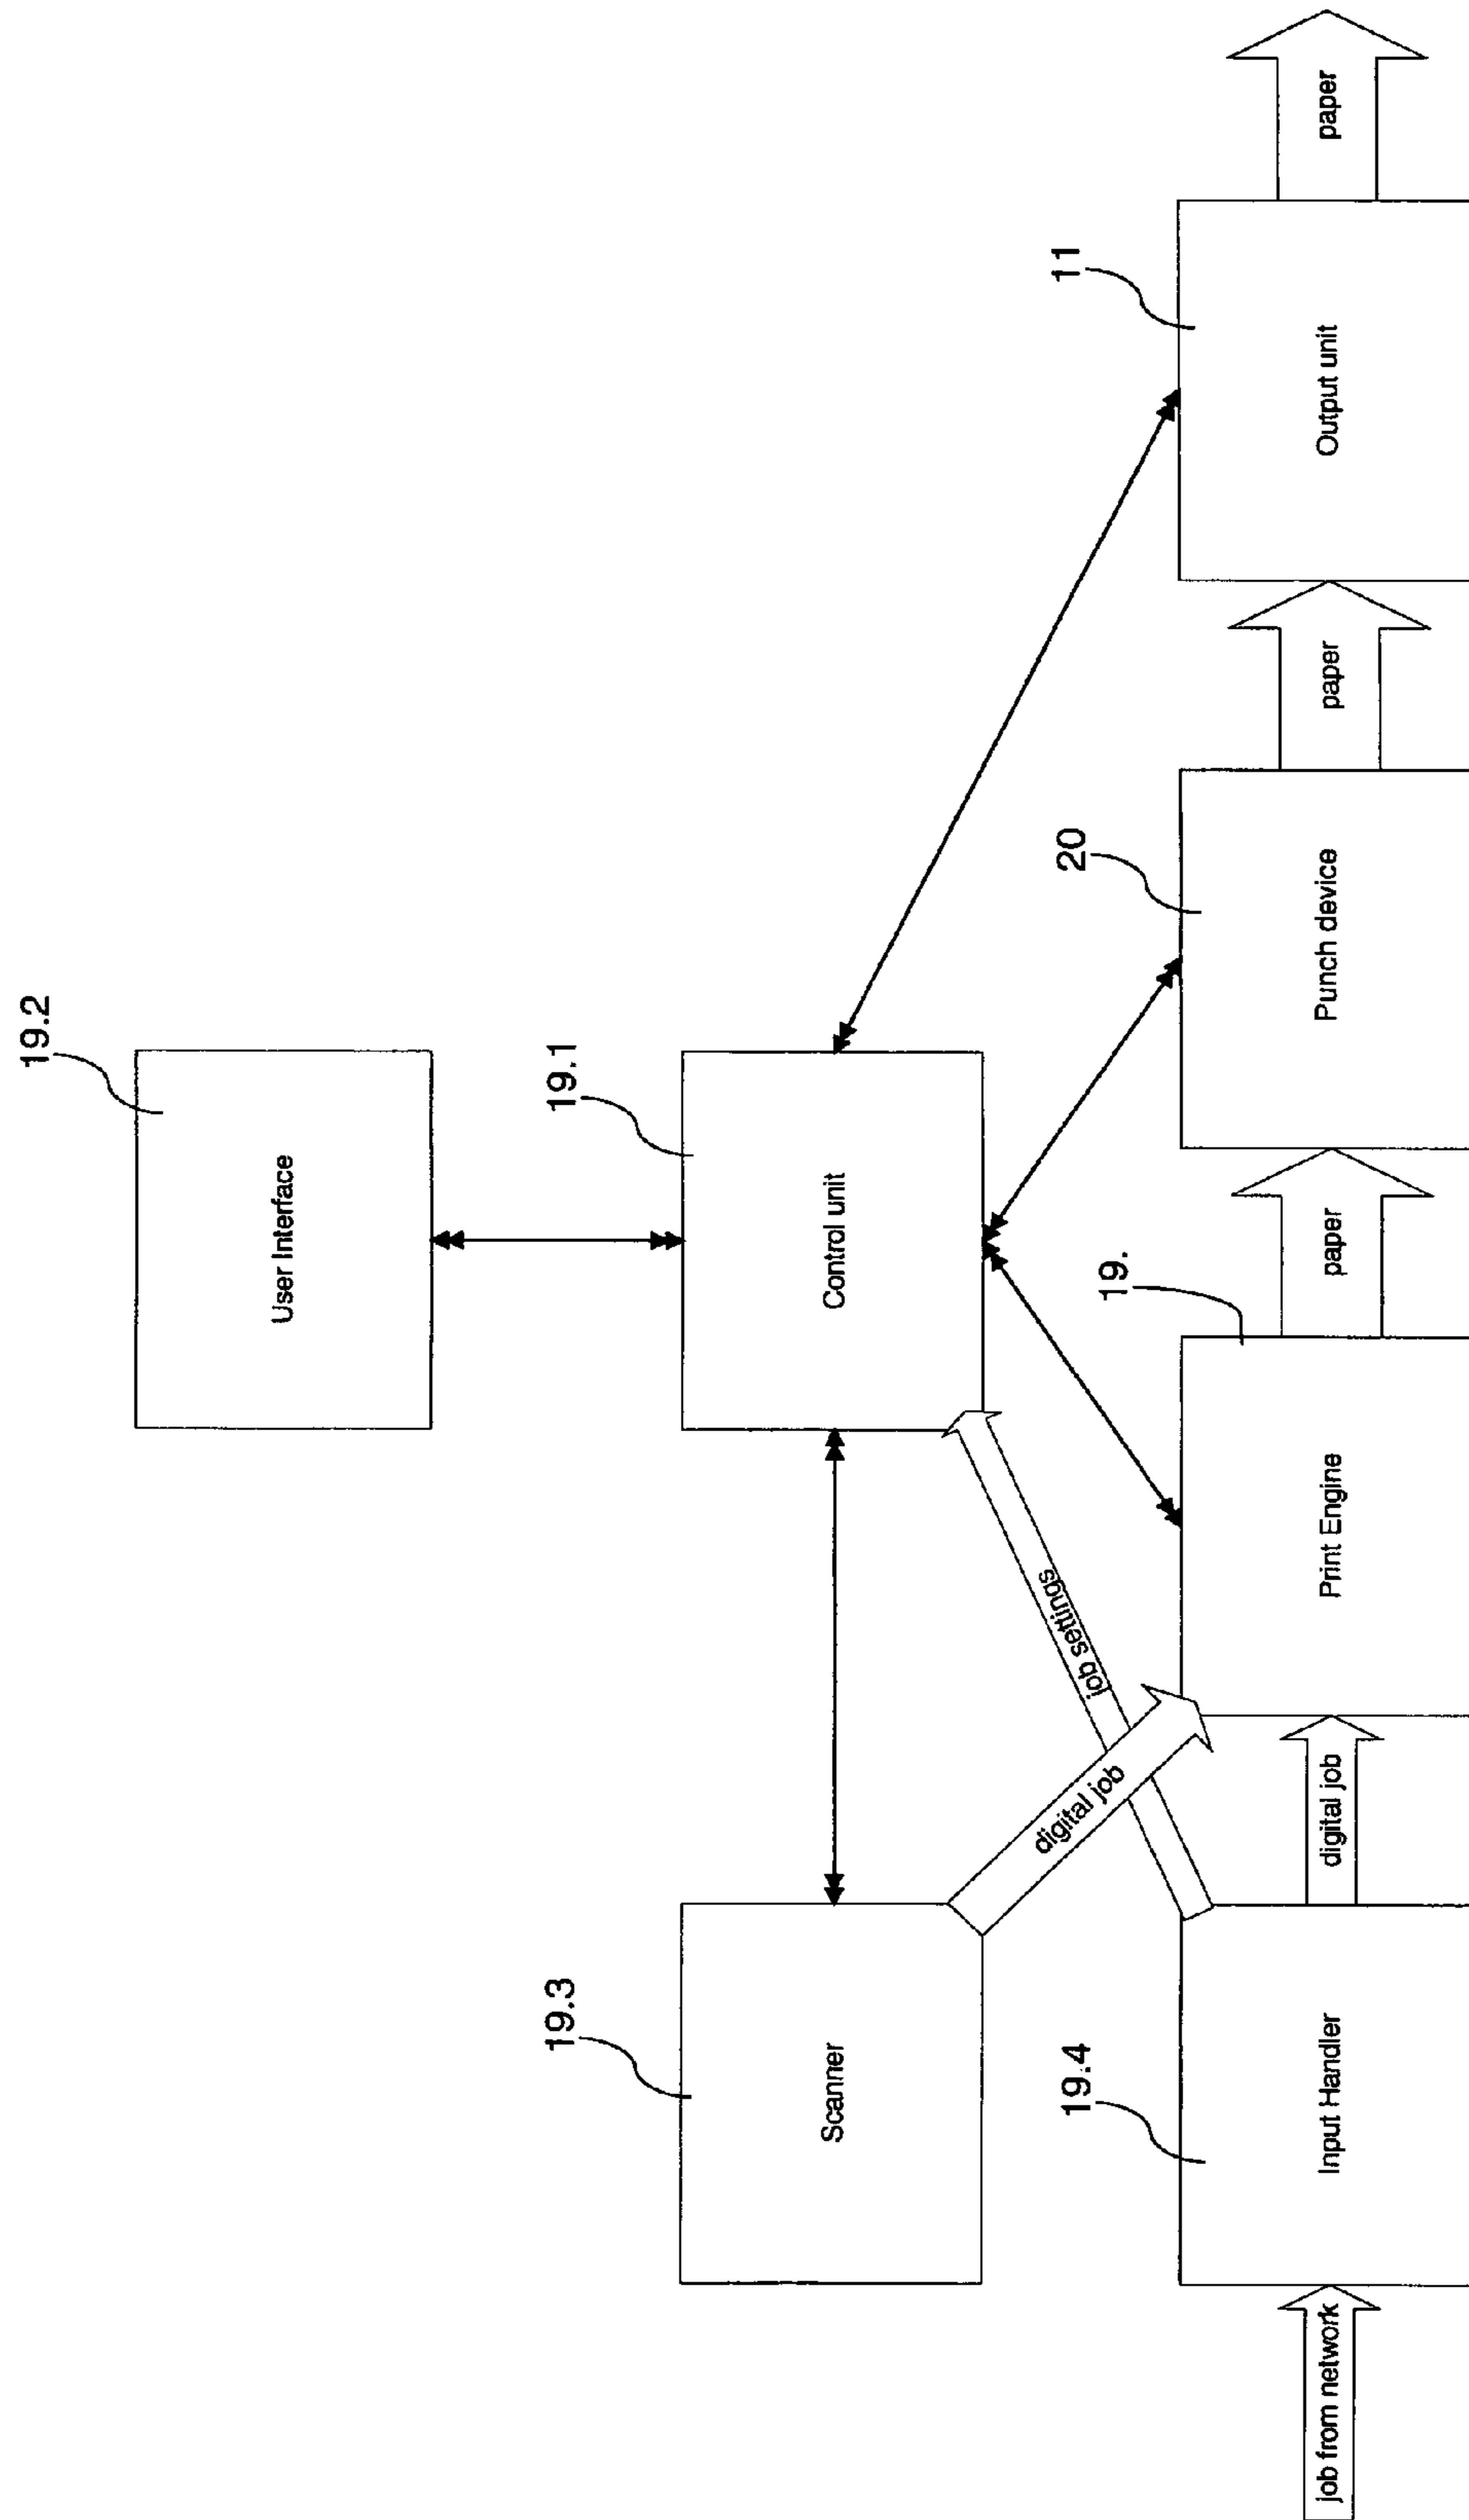 19.2
User Interface
19.3
Scanner
19.1
Control unit
digital job
job settings
job from network
19.4
Input Handler
digital job
19.
Print Engine
paper
20
Punch device
paper
11
Output unit
paper